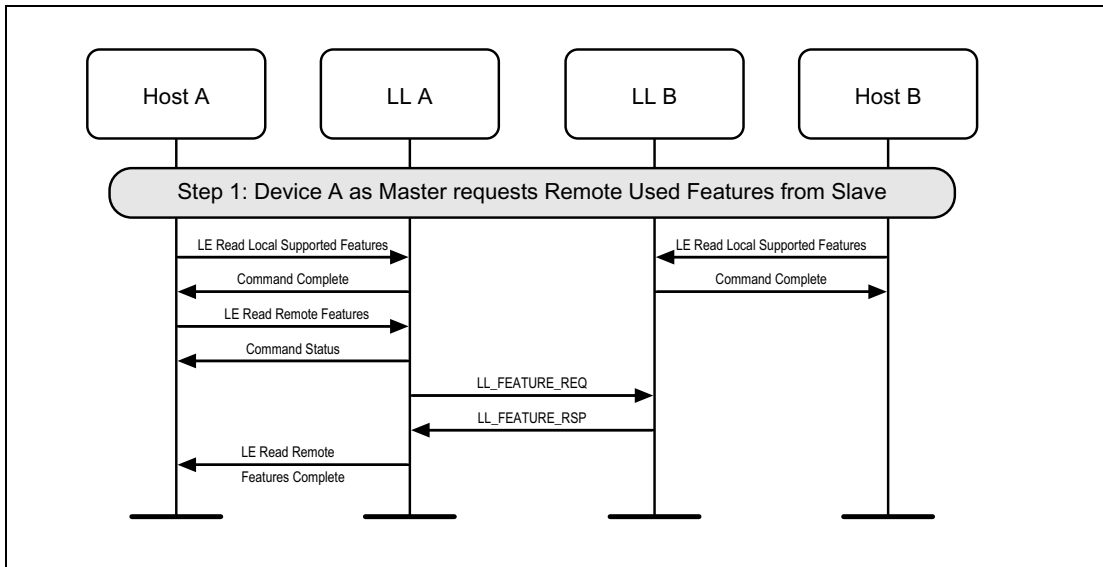 Host A
LL A
LL B
Host B
Step 1: Device A as Master requests Remote Used Features from Slave
LE Read Local Supported Features
LE Read Local Supported Features
Command Complete
Command Complete
LE Read Remote Features
Command Status
LL_FEATURE_REQ
LL_FEATURE_RSP
LE Read Remote
Features Complete